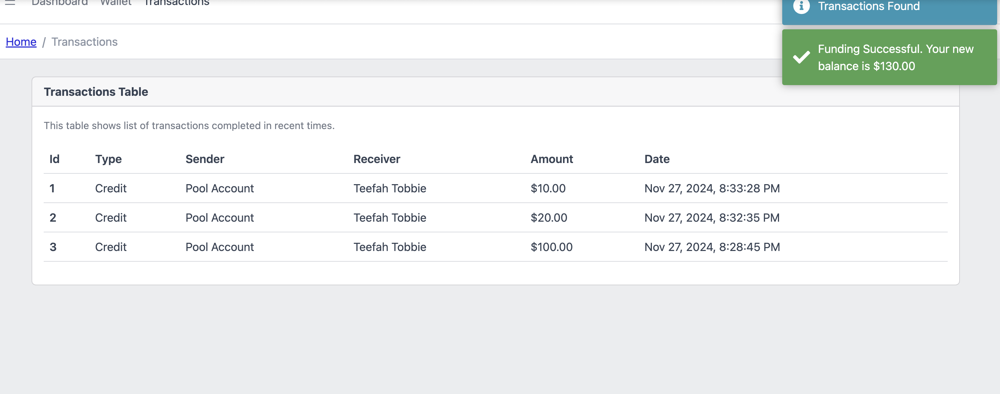 Dashboard Wallet Transactions
Transactions Found
Home / Transactions
Funding Successful. Your new
balance is $130.00
Transactions Table
This table shows list of transactions completed in recent times.
Id Type Sender Receiver Amount Date
1 Credit Pool Account Teefah Tobbie $10.00 Nov 27, 2024, 8:33:28 PM
2 Credit Pool Account Teefah Tobbie $20.00 Nov 27, 2024, 8:32:35 PM
3 Credit Pool Account Teefah Tobbie $100.00 Nov 27, 2024, 8:28:45 PM